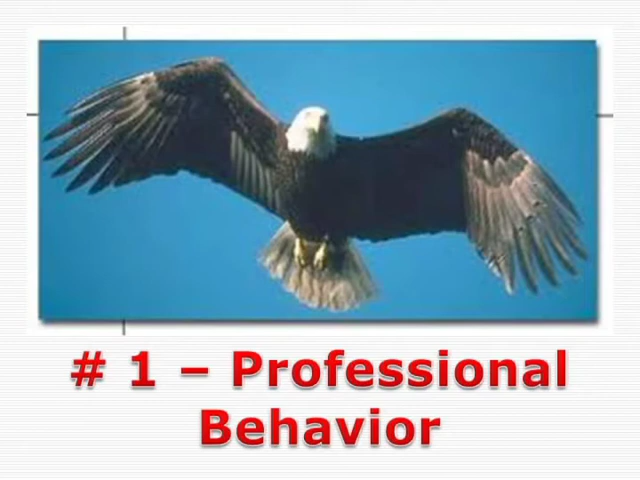 # 1 – Professional
Behavior